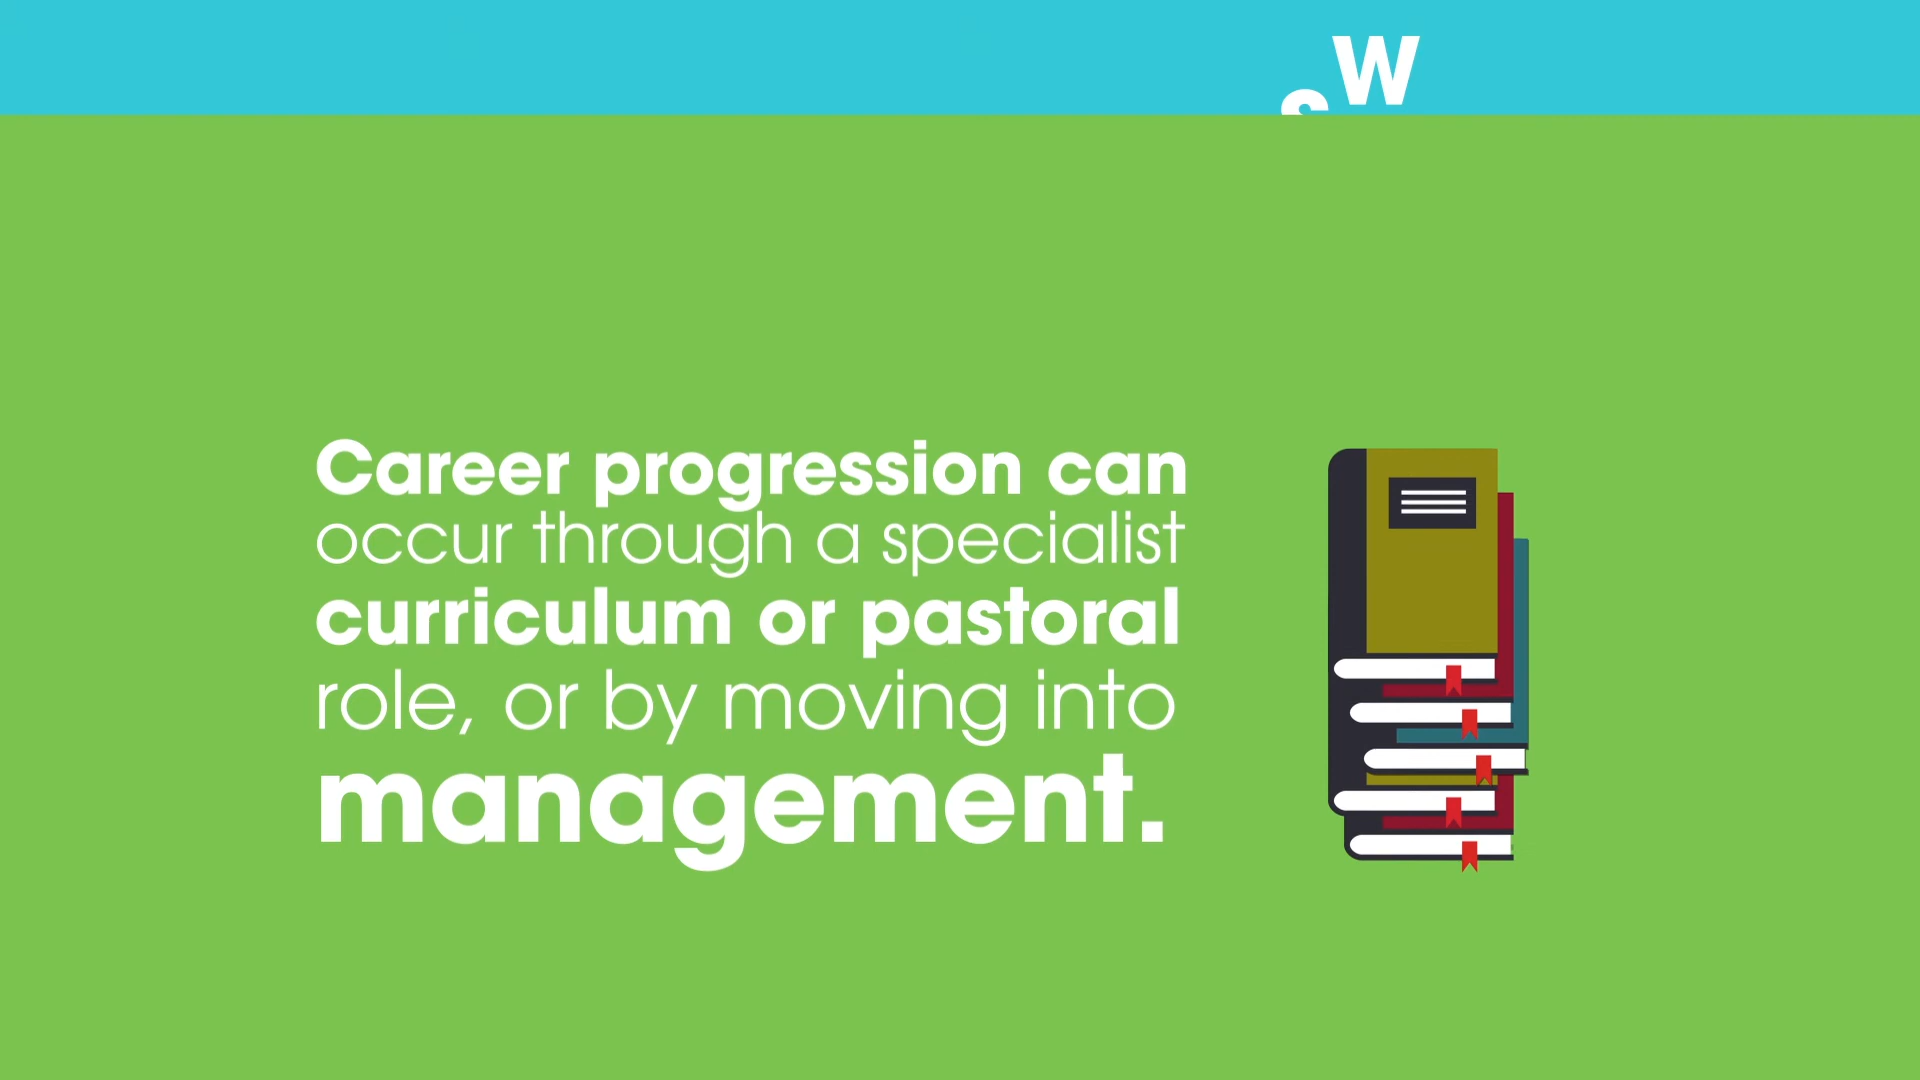 W
s
Career progression can
occur through a specialist
curriculum or pastoral
role, or by moving into
management.